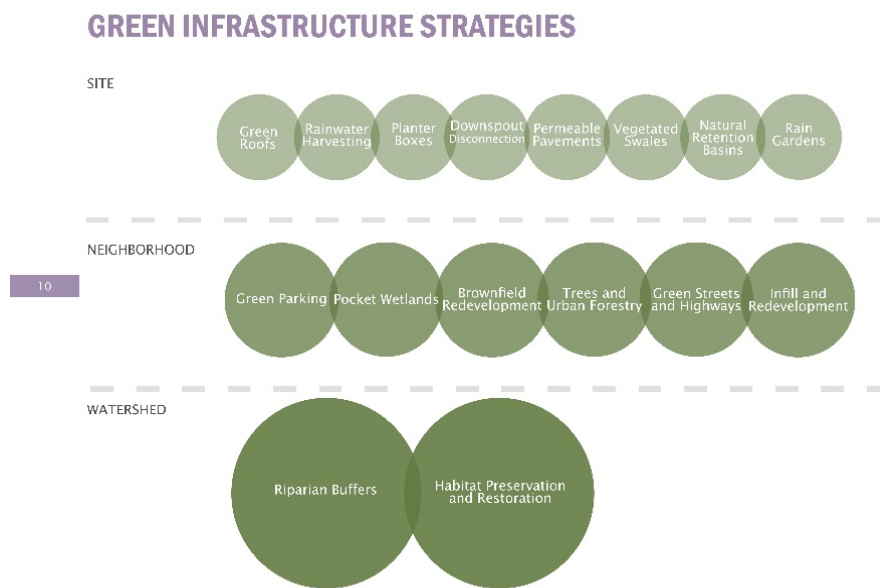 GREEN INFRASTRUCTURE STRATEGIES
SITE
Green
Roofs
Rainwater
Harvesting
Planter
Boxes
Downspout
Disconnection
Permeable
Pavements
Vegetated
Swales
Natural
Retention
Basins
Rain
Gardens
NEIGHBORHOOD
10
Green Parking
Pocket Wetlands
Brownfield
Redevelopment
Trees and
Urban Forestry
Green Streets
and Highways
Infill and
Redevelopment
WATERSHED
Riparian Buffers
Habitat Preservation
and Restoration